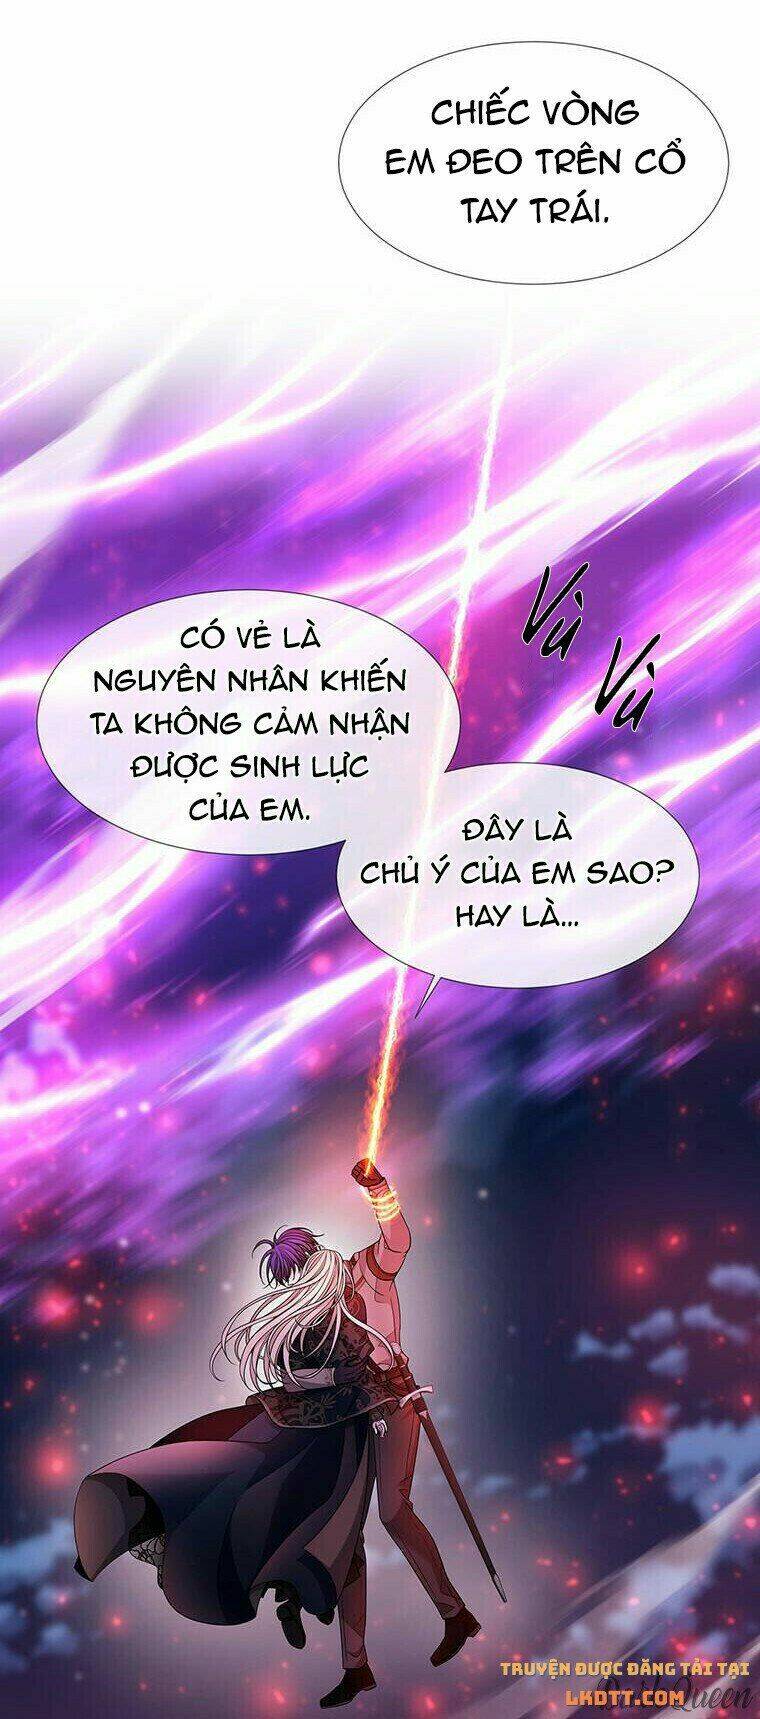 CHIẾC VÒNG
EM ĐEO TRÊN CỔ
TAY TRÁI.
Vù
Vù
CÓ VẺ LÀ
NGUYÊN NHÂN KHIẾN
TA KHÔNG CẢM NHẬN
ĐƯỢC SINH LỰC
CỦA EM.
ĐÂY LÀ
CHỦ Ý CỦA EM SAO?
HAY LÀ...
TRUYỆN ĐƯỢC ĐĂNG TẢI TẠI
LKDTT.COM
DarkQueen